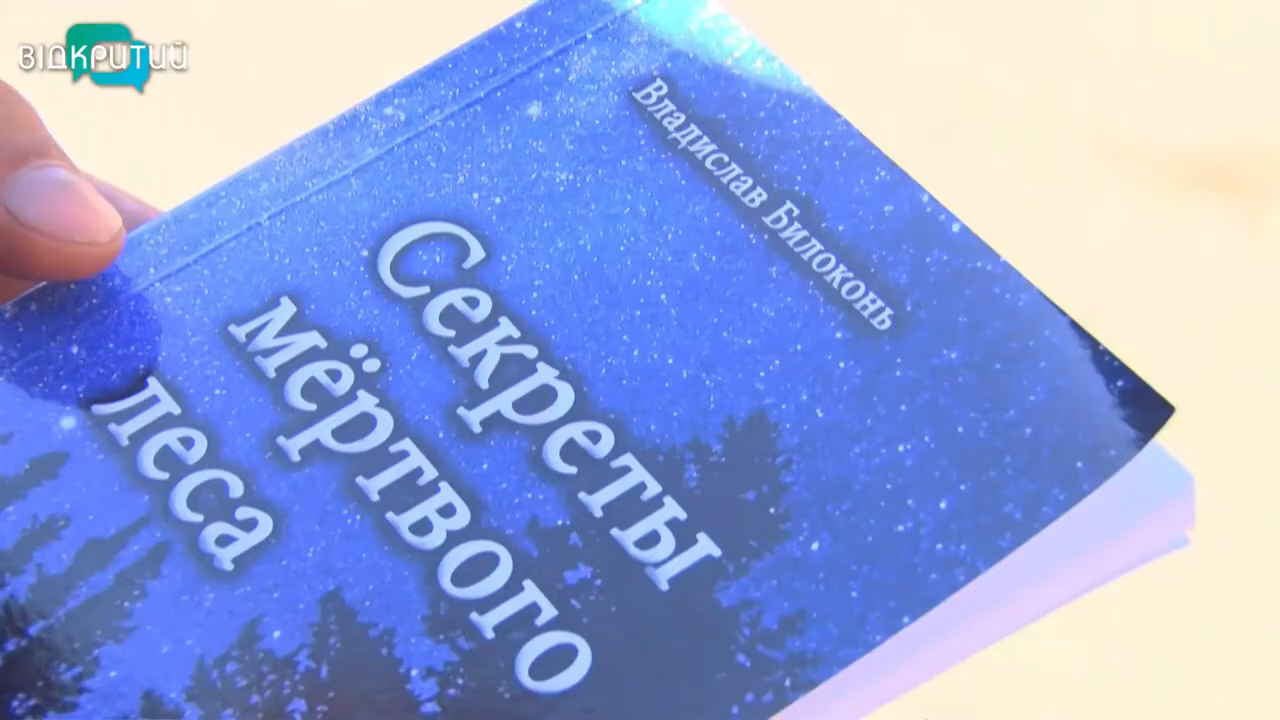 ВІДКРИТИЙ
Владислав Билоконь
Секреты
мёртвого
леса